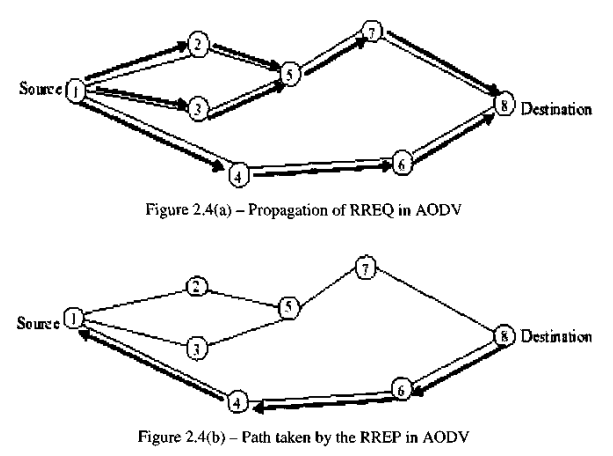 7
2
5
Source 1
3
8 Destination
4
6
Figure 2.4(a) – Propagation of RREQ in AODV
7
2
5
Source 1
3
8 Destination
4
6
Figure 2.4(b) – Path taken by the RREP in AODV